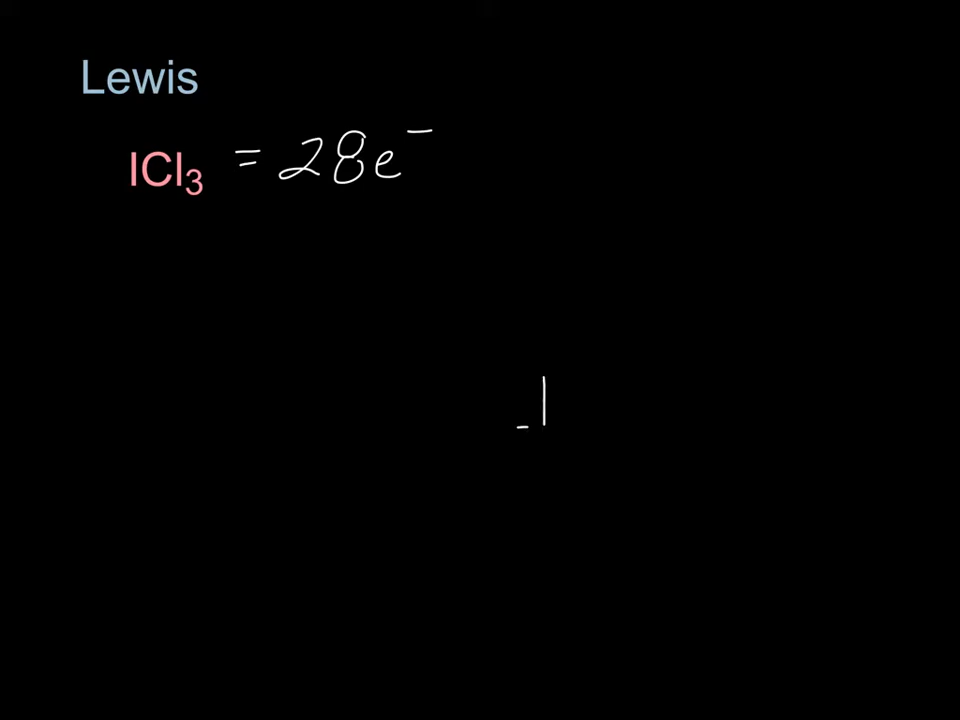 Lewis
ICl₃ = 28e⁻